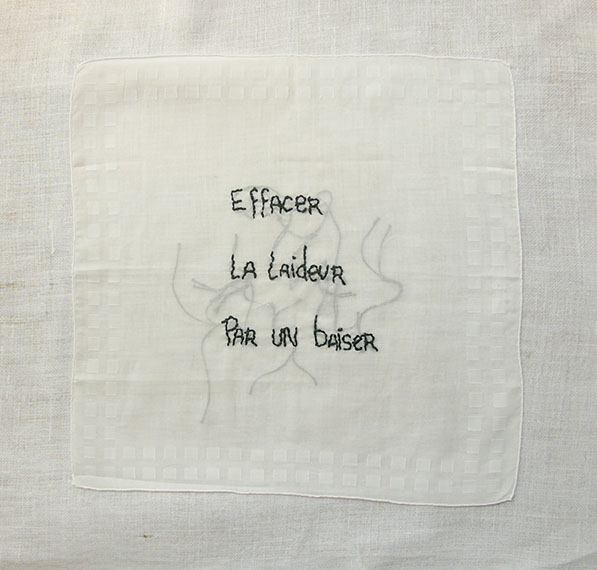 Effacer
La Laideur
Par un baiser